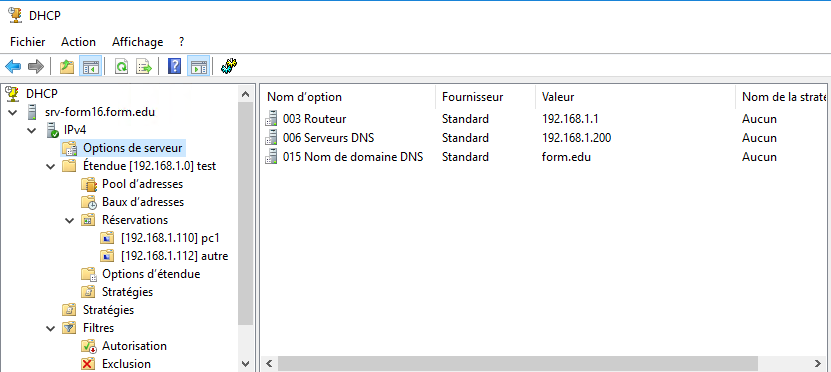 DHCP
Fichier Action Affichage ?
DHCP
srv-form16.form.edu
IPv4
Options de serveur
Étendue [192.168.1.0] test
Pool d'adresses
Baux d'adresses
Réservations
[192.168.1.110] pc1
[192.168.1.112] autre
Options d'étendue
Stratégies
Stratégies
Filtres
Autorisation
Exclusion
Nom d'option Fournisseur Valeur Nom de la straté
003 Routeur Standard 192.168.1.1 Aucun
006 Serveurs DNS Standard 192.168.1.200 Aucun
015 Nom de domaine DNS Standard form.edu Aucun